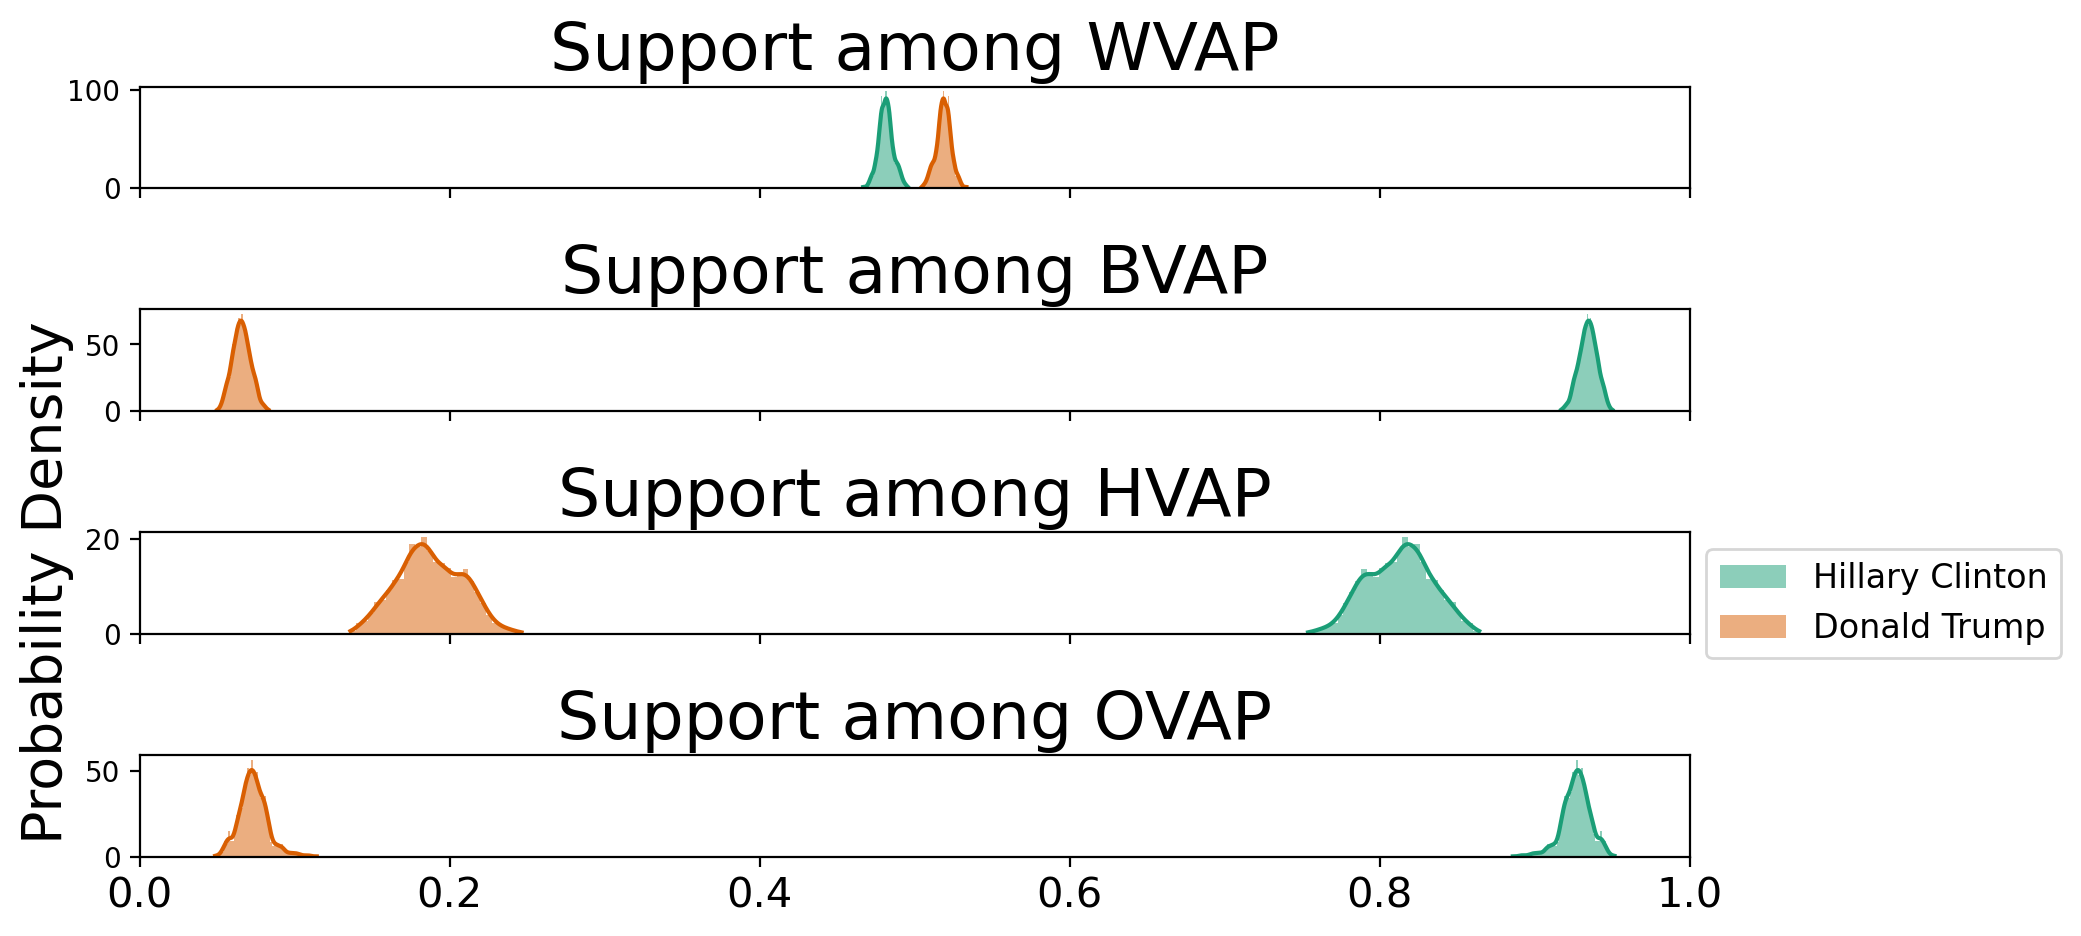 Support among WVAP
100
0
Support among BVAP
50
0
Support among HVAP
20
0
Support among OVAP
50
0
0.0 0.2 0.4 0.6 0.8 1.0
Probability Density
Hillary Clinton
Donald Trump